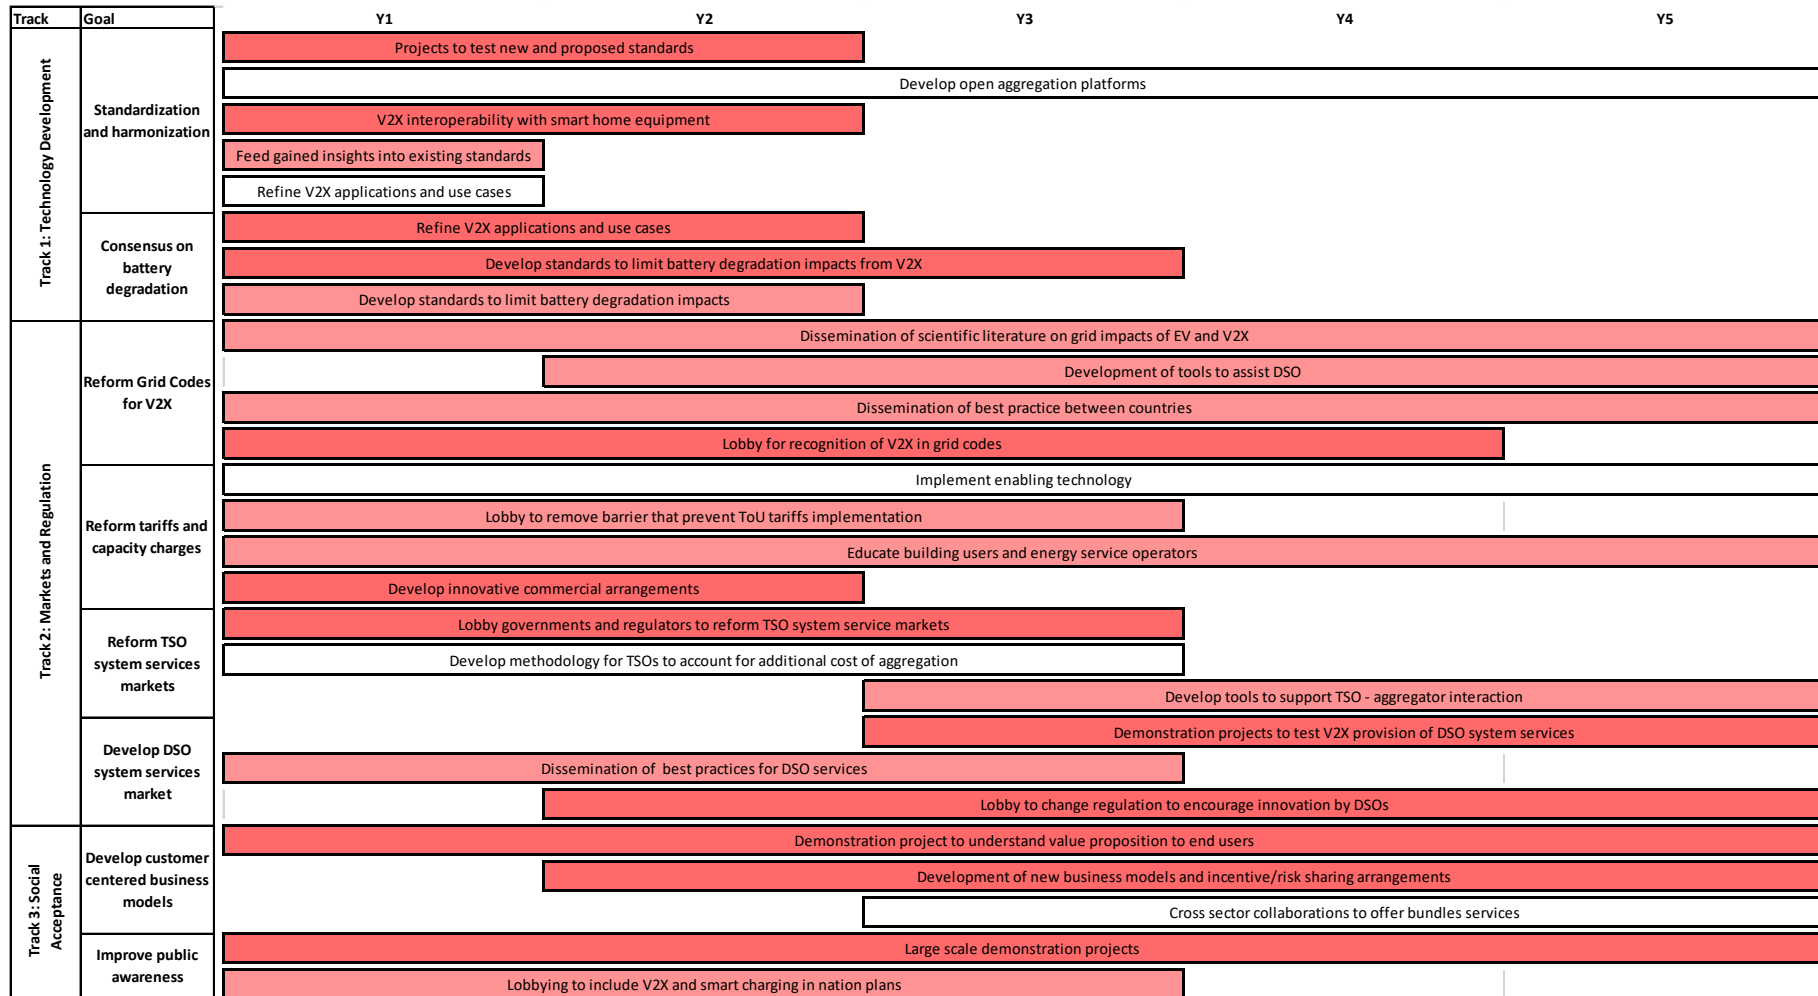 Track Goal Y1 Y2 Y3 Y4 Y5
Track 1: Technology Development
Standardization
and harmonization
Projects to test new and proposed standards
Develop open aggregation platforms
V2X interoperability with smart home equipment
Feed gained insights into existing standards
Refine V2X applications and use cases
Consensus on
battery
degradation
Refine V2X applications and use cases
Develop standards to limit battery degradation impacts from V2X
Develop standards to limit battery degradation impacts
Track 2: Markets and Regulation
Reform Grid Codes
for V2X
Dissemination of scientific literature on grid impacts of EV and V2X
Development of tools to assist DSO
Dissemination of best practice between countries
Lobby for recognition of V2X in grid codes
Reform tariffs and
capacity charges
Implement enabling technology
Lobby to remove barrier that prevent ToU tariffs implementation
Educate building users and energy service operators
Develop innovative commercial arrangements
Reform TSO
system services
markets
Lobby governments and regulators to reform TSO system service markets
Develop methodology for TSOs to account for additional cost of aggregation
Develop tools to support TSO - aggregator interaction
Develop DSO
system services
market
Demonstration projects to test V2X provision of DSO system services
Dissemination of best practices for DSO services
Lobby to change regulation to encourage innovation by DSOs
Track 3: Social
Acceptance
Develop customer
centered business
models
Demonstration project to understand value proposition to end users
Development of new business models and incentive/risk sharing arrangements
Cross sector collaborations to offer bundles services
Improve public
awareness
Large scale demonstration projects
Lobbying to include V2X and smart charging in nation plans